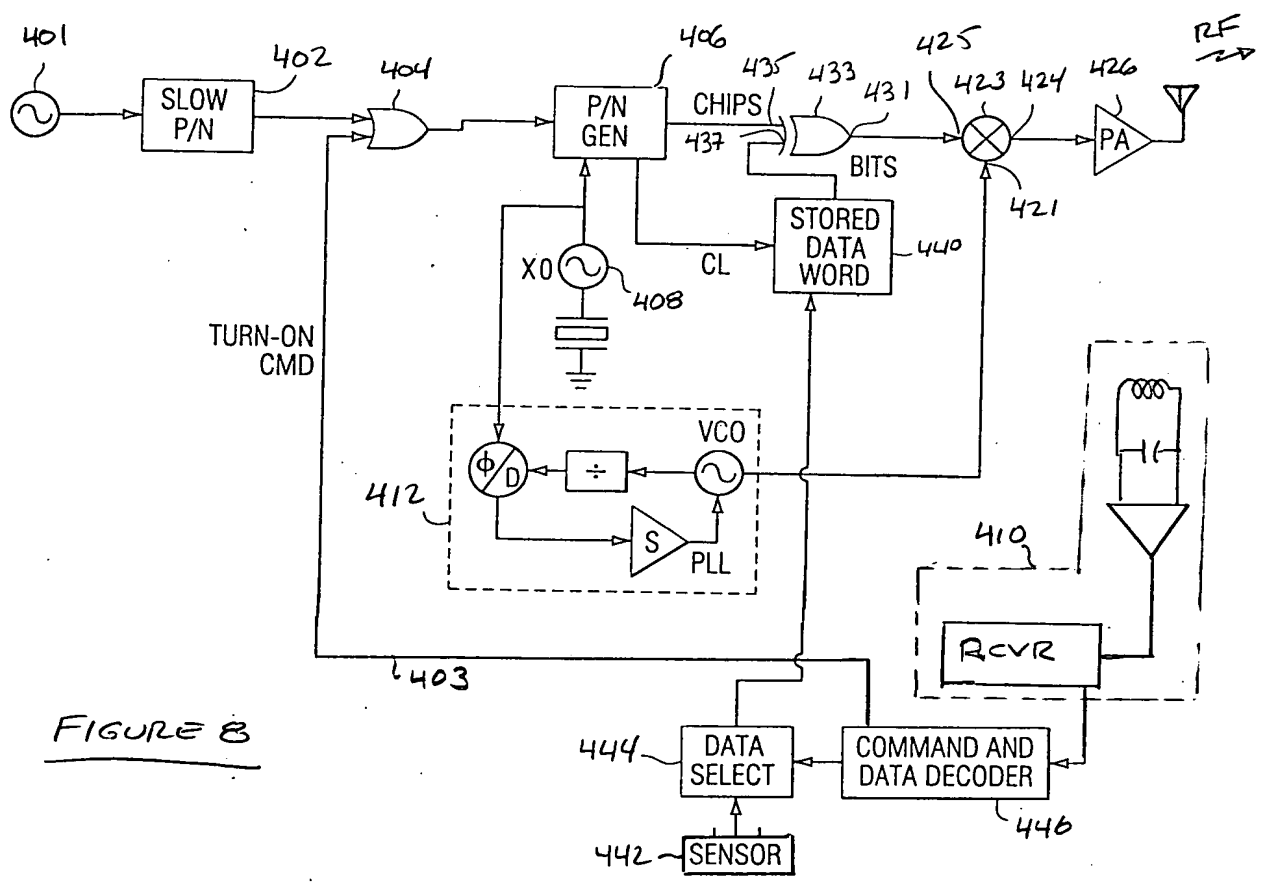 401
402
404
406
435
433
431
425
423
424
426
RF
SLOW
P/N
P/N
GEN
CHIPS
437
BITS
PA
421
STORED
DATA
WORD
440
CL
XO
408
TURN-ON
CMD
VCO
Φ/D
÷
412
S
PLL
410
RCVR
403
FIGURE 8
444
DATA
SELECT
COMMAND AND
DATA DECODER
446
442
SENSOR